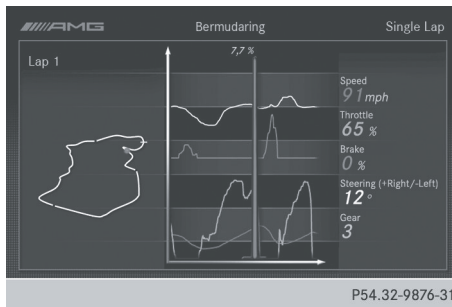 AMG Bermudaring Single Lap
Lap 1
7,7 %
Speed
91 mph
Throttle
65 %
Brake
0 %
Steering (+Right/-Left)
12 °
Gear
3
P54.32-9876-31